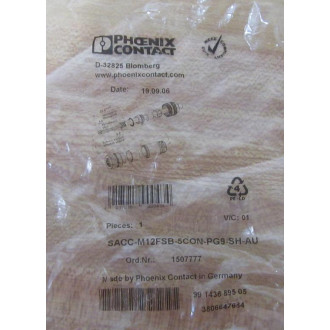 PHOENIX
CONTACT
D-32825 Blomberg
www.phoenixcontact.com
Date: 19.09.06
Pieces: 1
VIC: 01
SACC-M12FSB-5CON-PG9/SH-AU
Ord.Nr.: 1507777
Made by Phoenix Contact in Germany